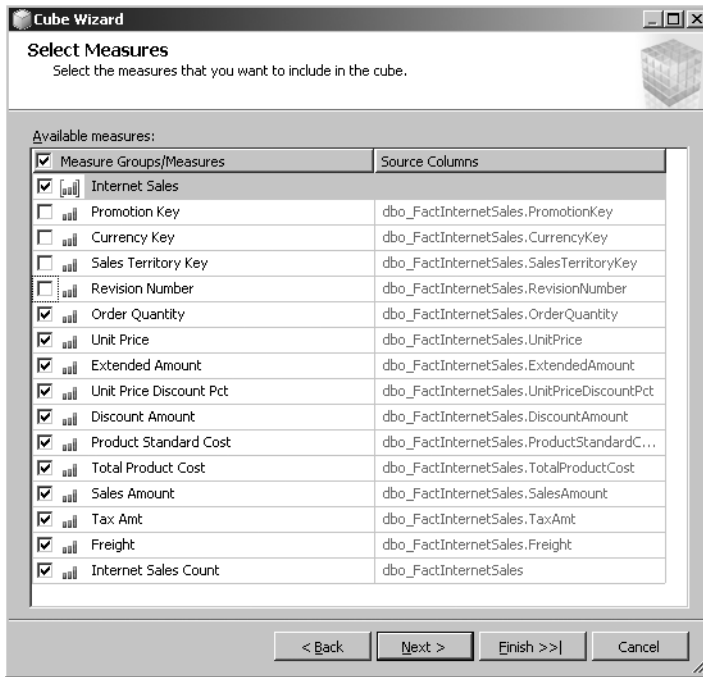 Cube Wizard
Select Measures
Select the measures that you want to include in the cube.
Available measures:
Measure Groups/Measures Source Columns
Internet Sales
Promotion Key dbo_FactInternetSales.PromotionKey
Currency Key dbo_FactInternetSales.CurrencyKey
Sales Territory Key dbo_FactInternetSales.SalesTerritoryKey
Revision Number dbo_FactInternetSales.RevisionNumber
Order Quantity dbo_FactInternetSales.OrderQuantity
Unit Price dbo_FactInternetSales.UnitPrice
Extended Amount dbo_FactInternetSales.ExtendedAmount
Unit Price Discount Pct dbo_FactInternetSales.UnitPriceDiscountPct
Discount Amount dbo_FactInternetSales.DiscountAmount
Product Standard Cost dbo_FactInternetSales.ProductStandardC...
Total Product Cost dbo_FactInternetSales.TotalProductCost
Sales Amount dbo_FactInternetSales.SalesAmount
Tax Amt dbo_FactInternetSales.TaxAmt
Freight dbo_FactInternetSales.Freight
Internet Sales Count dbo_FactInternetSales
< Back Next > Finish >>| Cancel